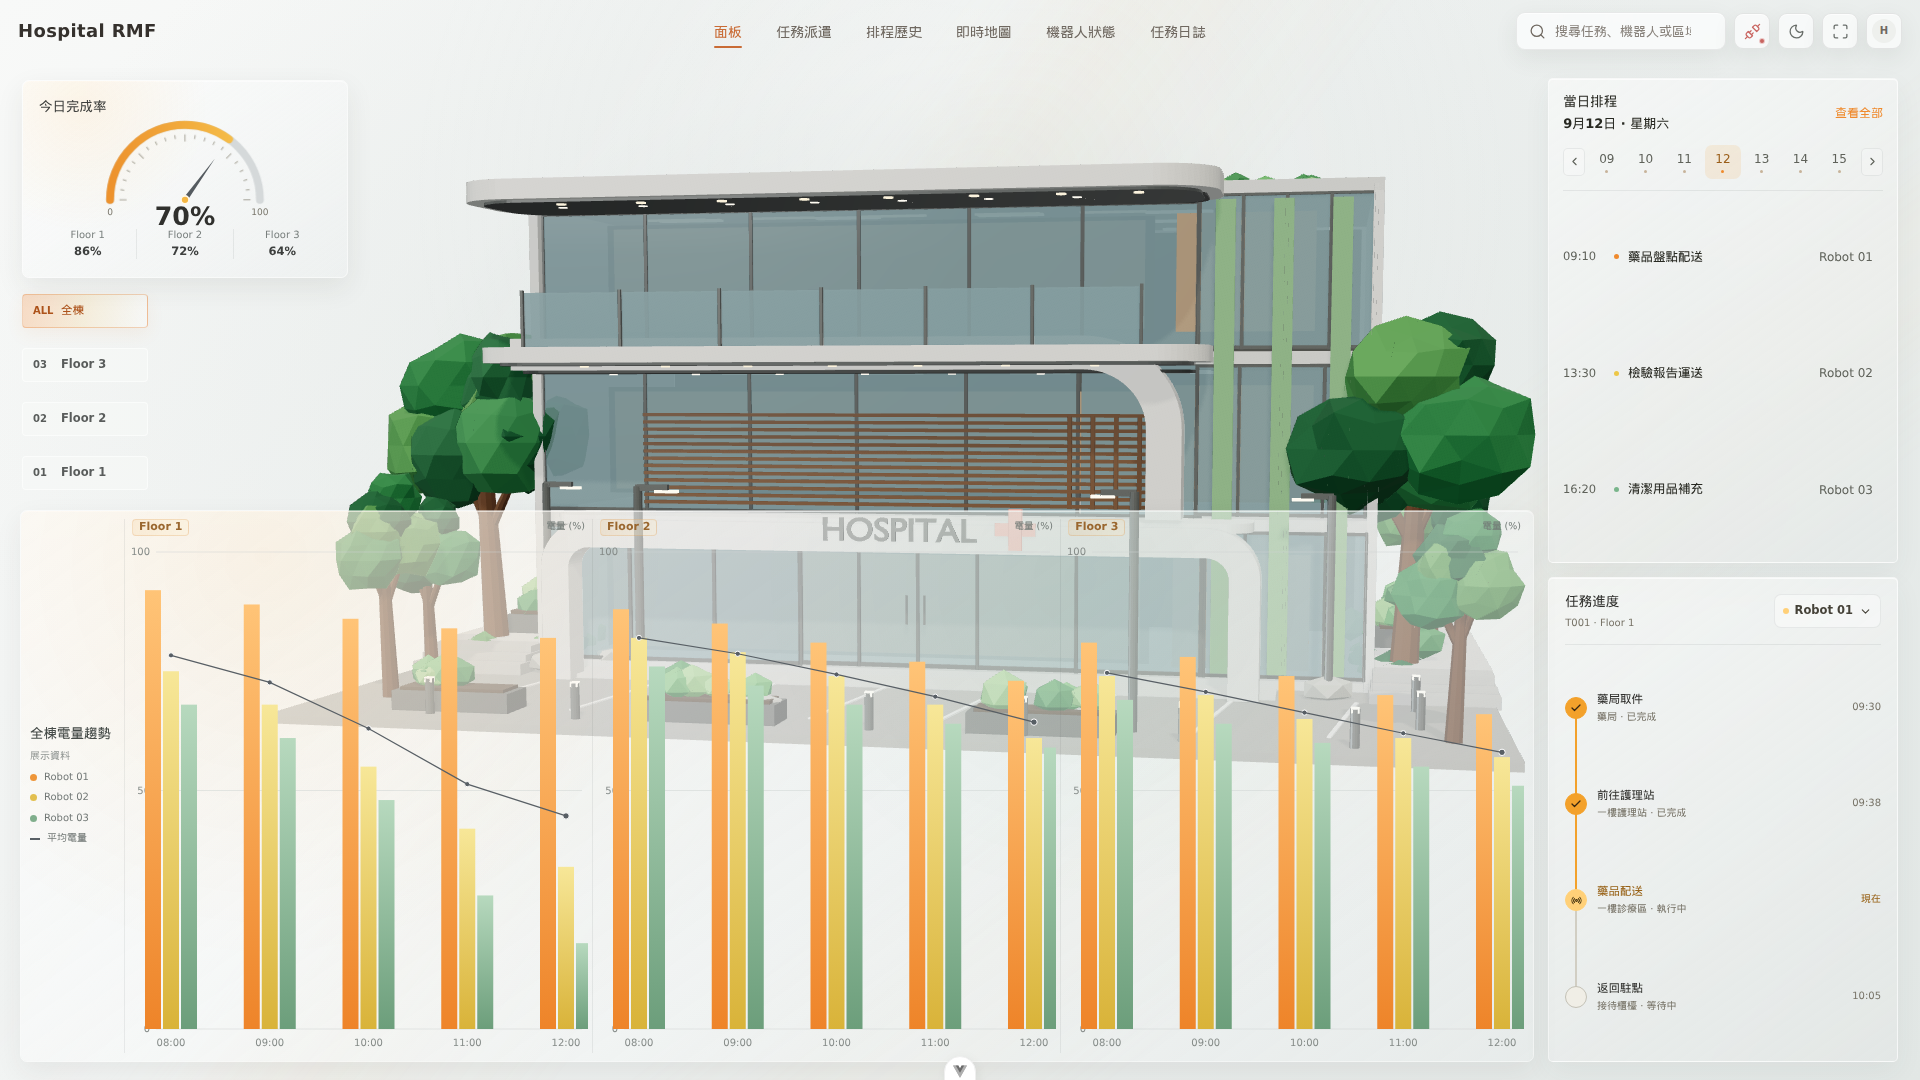 Hospital RMF
面板
任務派遣
排程歷史
即時地圖
機器人狀態
任務日誌
搜尋任務、機器人或區域
H
今日完成率
0
100
70%
Floor 1
Floor 2
Floor 3
86%
72%
64%
ALL 全棟
03 Floor 3
02 Floor 2
01 Floor 1
HOSPITAL
全棟電量趨勢
展示資料
Robot 01
Robot 02
Robot 03
平均電量
Floor 1
電量 (%)
100
50
0
08:00
09:00
10:00
11:00
12:00
Floor 2
電量 (%)
100
50
0
08:00
09:00
10:00
11:00
12:00
Floor 3
電量 (%)
100
50
0
08:00
09:00
10:00
11:00
12:00
當日排程
9月12日 · 星期六
查看全部
09
10
11
12
13
14
15
09:10 藥品盤點配送 Robot 01
13:30 檢驗報告運送 Robot 02
16:20 清潔用品補充 Robot 03
任務進度
T001 · Floor 1
Robot 01
藥局取件
藥局 · 已完成
09:30
前往護理站
一樓護理站 · 已完成
09:38
藥品配送
一樓診療區 · 執行中
現在
返回駐點
接待櫃檯 · 等待中
10:05